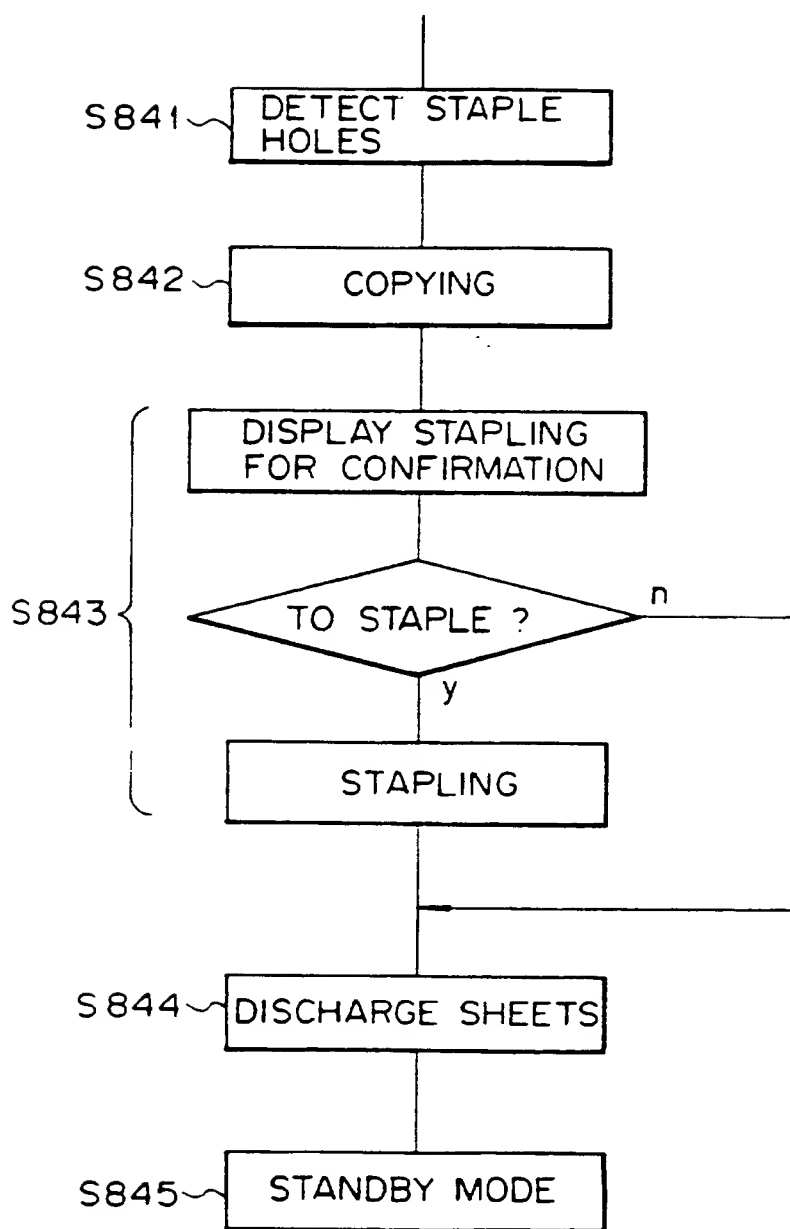 S841
DETECT STAPLE
HOLES
S842
COPYING
DISPLAY STAPLING
FOR CONFIRMATION
S843
TO STAPLE ?
n
y
STAPLING
S844
DISCHARGE SHEETS
S845
STANDBY MODE